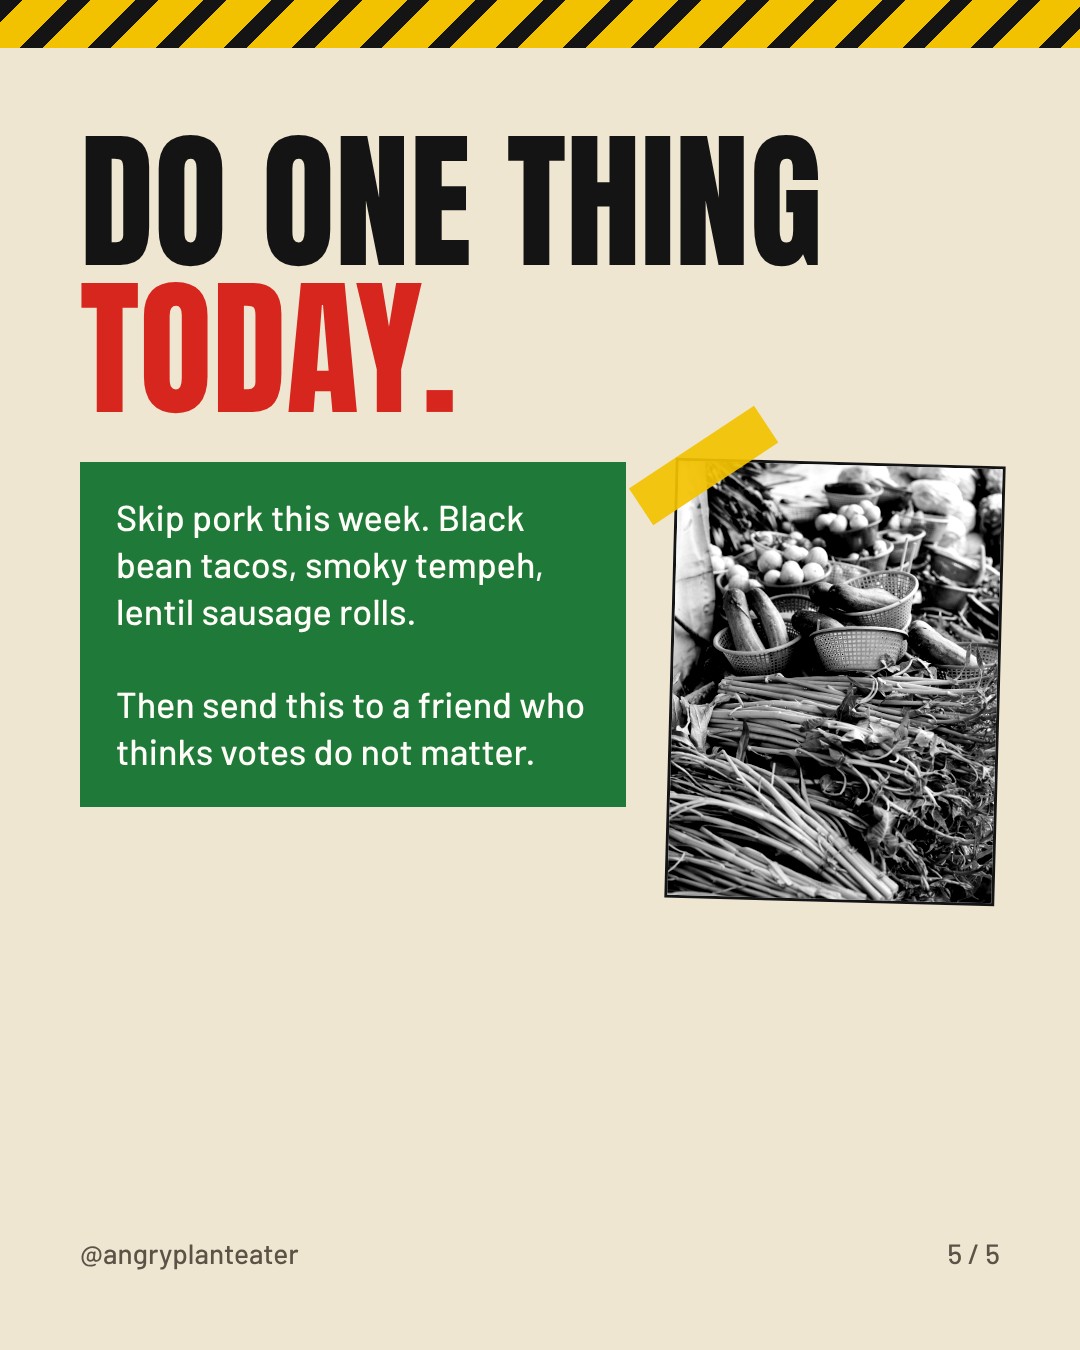 DO ONE THING
TODAY.
Skip pork this week. Black
bean tacos, smoky tempeh,
lentil sausage rolls.
Then send this to a friend who
thinks votes do not matter.
@angryplanteater
5 / 5